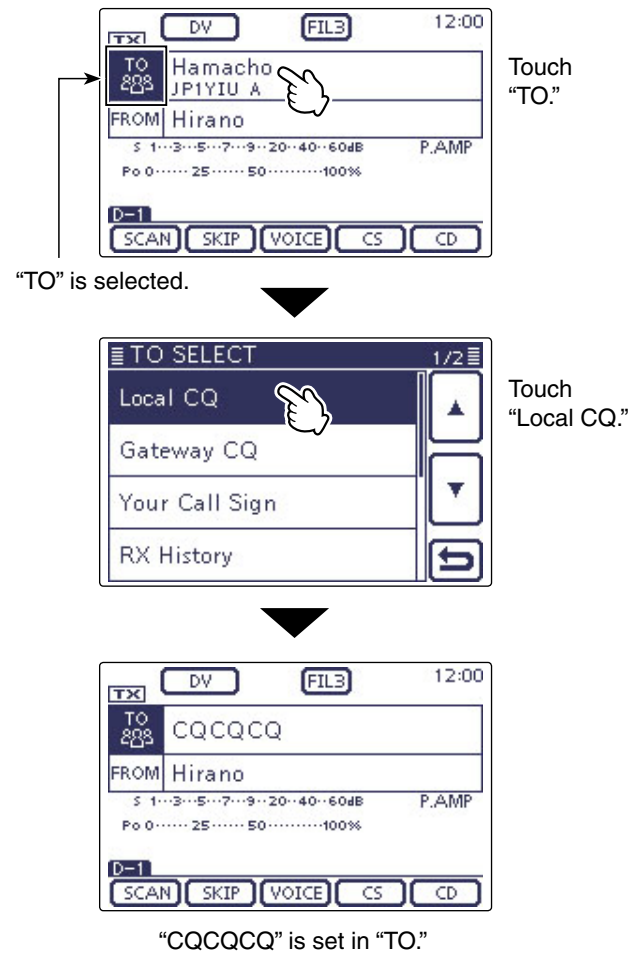 DV FIL3 12:00
TX
TO Hamacho
JP1YIU A
FROM Hirano
S 1···3···5···7···9··20··40··60dB P.AMP
Po 0······ 25 ······ 50 ··········100%
D-1
SCAN SKIP VOICE CS CD
Touch
“TO.”
“TO” is selected.
TO SELECT 1/2
Local CQ
Gateway CQ
Your Call Sign
RX History
Touch
“Local CQ.”
DV FIL3 12:00
TX
TO CQCQCQ
FROM Hirano
S 1···3···5···7···9··20··40··60dB P.AMP
Po 0······ 25 ······ 50 ··········100%
D-1
SCAN SKIP VOICE CS CD
“CQCQCQ” is set in “TO.”